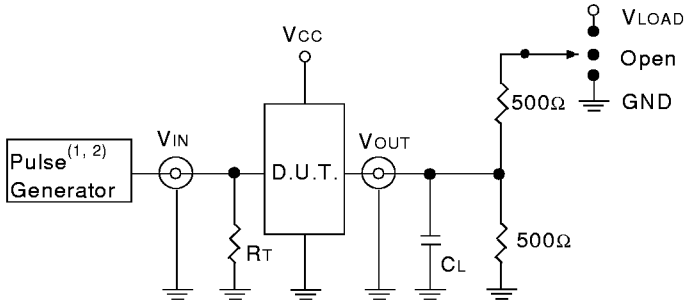 VLOAD
VCC
Open
500Ω
GND
VIN
VOUT
Pulse(1, 2)
Generator
D.U.T.
RT
CL
500Ω